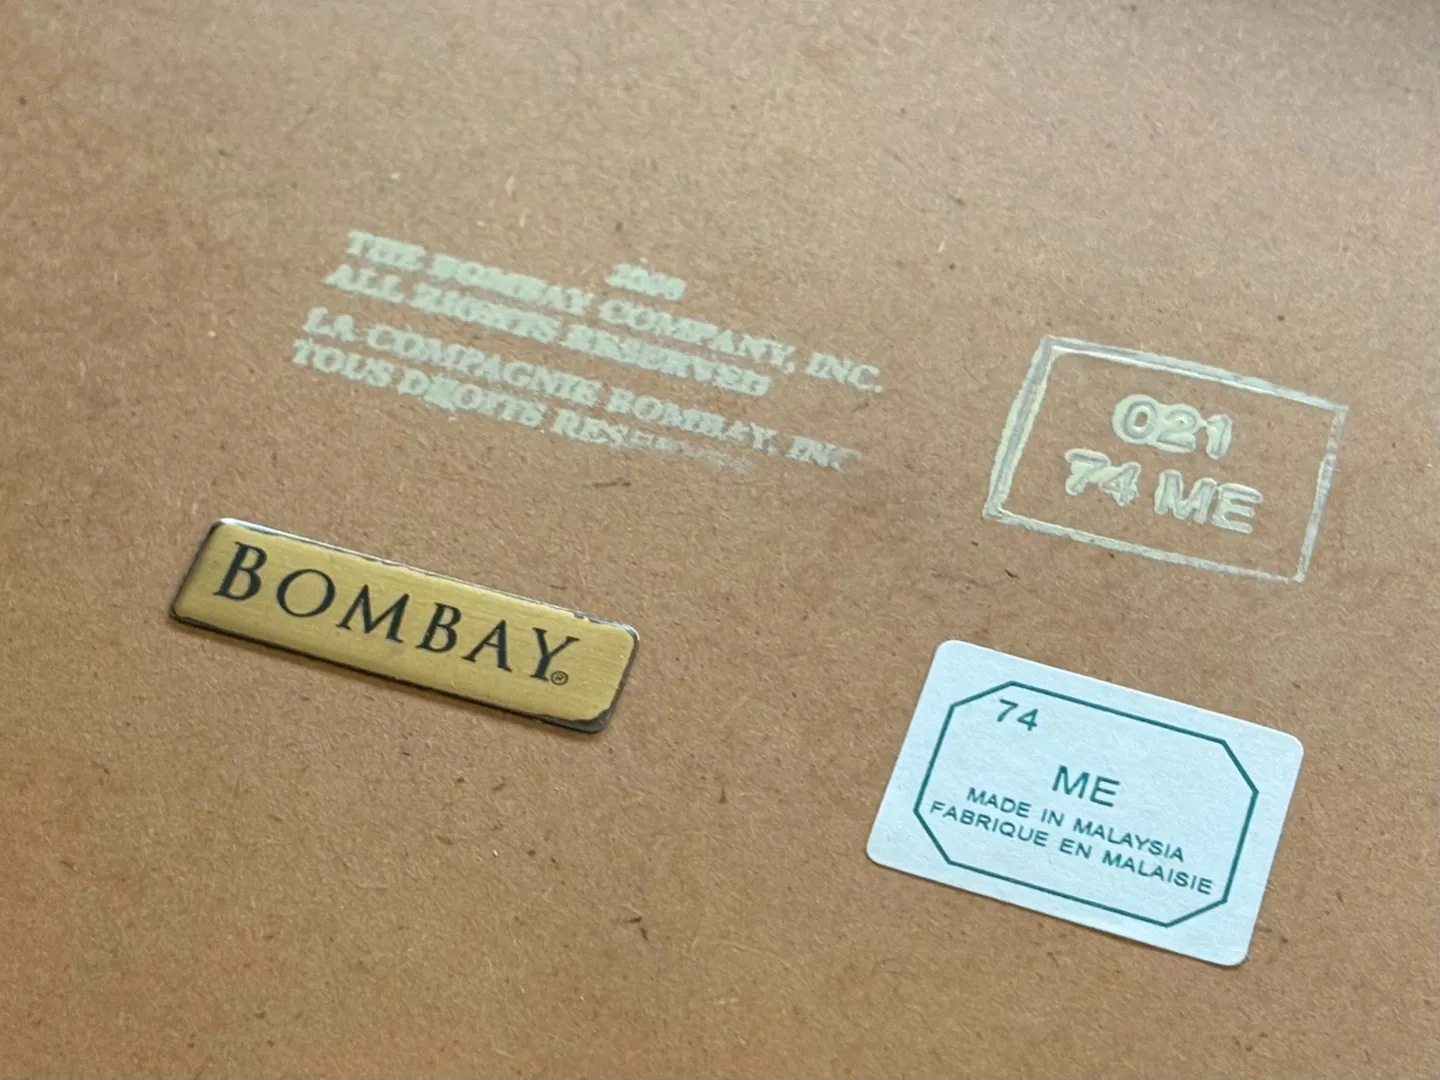 THE BOMBAY COMPANY, INC.
ALL RIGHTS RESERVED
LA COMPAGNIE BOMBAY, INC
TOUS DROITS
021
74 ME
BOMBAY®
74
ME
MADE IN MALAYSIA
FABRIQUE EN MALAISIE